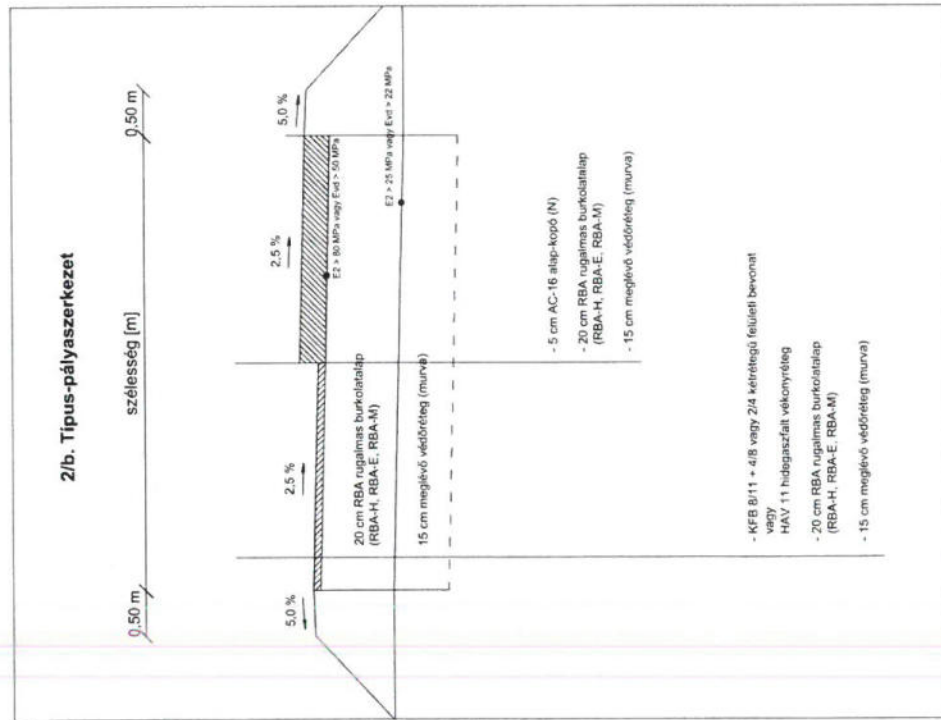 2/b. Típus-pályaszerkezet
szélesség [m]
0,50 m
0,50 m
5,0 %
2,5 %
2,5 %
5,0 %
E2 > 80 MPa vagy Evd > 50 MPa
E2 > 25 MPa vagy Evd > 22 MPa
20 cm RBA rugalmas burkolatalap
(RBA-H, RBA-E, RBA-M)
15 cm meglévő védőréteg (murva)
- 5 cm AC-16 alap-kopó (N)
- 20 cm RBA rugalmas burkolatalap
(RBA-H, RBA-E, RBA-M)
- 15 cm meglévő védőréteg (murva)
- KFB 8/11 + 4/8 vagy 2/4 kétrétegű felületi bevonat
vagy
HAV 11 hidegaszfalt vékonyréteg
- 20 cm RBA rugalmas burkolatalap
(RBA-H, RBA-E, RBA-M)
- 15 cm meglévő védőréteg (murva)